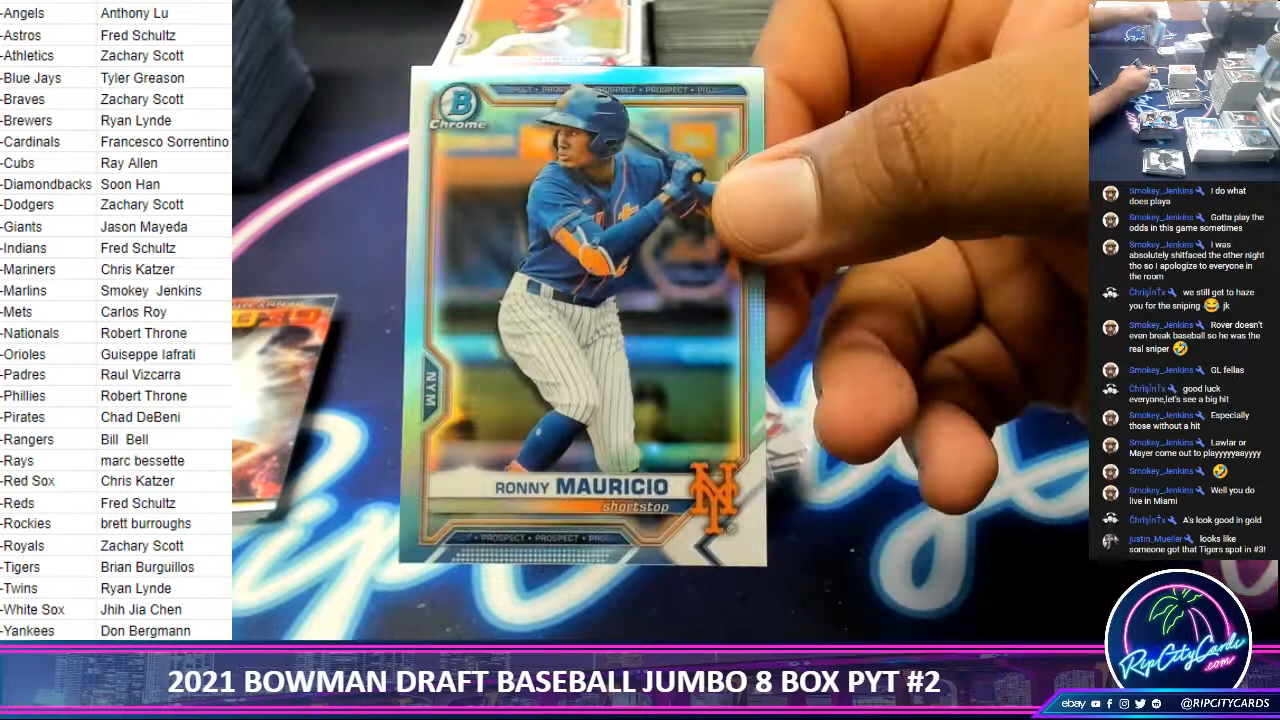 -Angels Anthony Lu
-Astros Fred Schultz
-Athletics Zachary Scott
-Blue Jays Tyler Greason
-Braves Zachary Scott
-Brewers Ryan Lynde
-Cardinals Francesco Sorrentino
-Cubs Ray Allen
-Diamondbacks Soon Han
-Dodgers Zachary Scott
-Giants Jason Mayeda
-Indians Fred Schultz
-Mariners Chris Katzer
-Marlins Smokey Jenkins
-Mets Carlos Roy
-Nationals Robert Throne
-Orioles Guiseppe Iafrati
-Padres Raul Vizcarra
-Phillies Robert Throne
-Pirates Chad DeBeni
-Rangers Bill Bell
-Rays marc bessette
-Red Sox Chris Katzer
-Reds Fred Schultz
-Rockies brett burroughs
-Royals Zachary Scott
-Tigers Brian Burguillos
-Twins Ryan Lynde
-White Sox Jhih Jia Chen
-Yankees Don Bergmann
PROSPECT • PROSPECT
B
Chrome
NYM
RONNY MAURICIO
shortstop
NY
• PROSPECT • PROSPECT •
Smokey_Jenkins I do what
does playa
Smokey_Jenkins Gotta play the
odds in this game sometimes
Smokey_Jenkins I was
absolutely shitfaced the other night
tho so I apologize to everyone in
the room
we still get to haze
you for the sniping 😂 jk
Smokey_Jenkins Rover doesn't
even break baseball so he was the
real sniper 🤣
Smokey_Jenkins GL fellas
good luck
everyone,let's see a big hit
Smokey_Jenkins Especially
those without a hit
Smokey_Jenkins Lawlar or
Mayer come out to playyyyyaayyyy
Smokey_Jenkins 🤣
Smokey_Jenkins Well you do
live in Miami
A's look good in gold
justin_Mueller looks like
someone got that Tigers spot in #3!
RipCityCards
.com
2021 BOWMAN DRAFT BASEBALL JUMBO 8 BOX PYT #2
ebay @RIPCITYCARDS